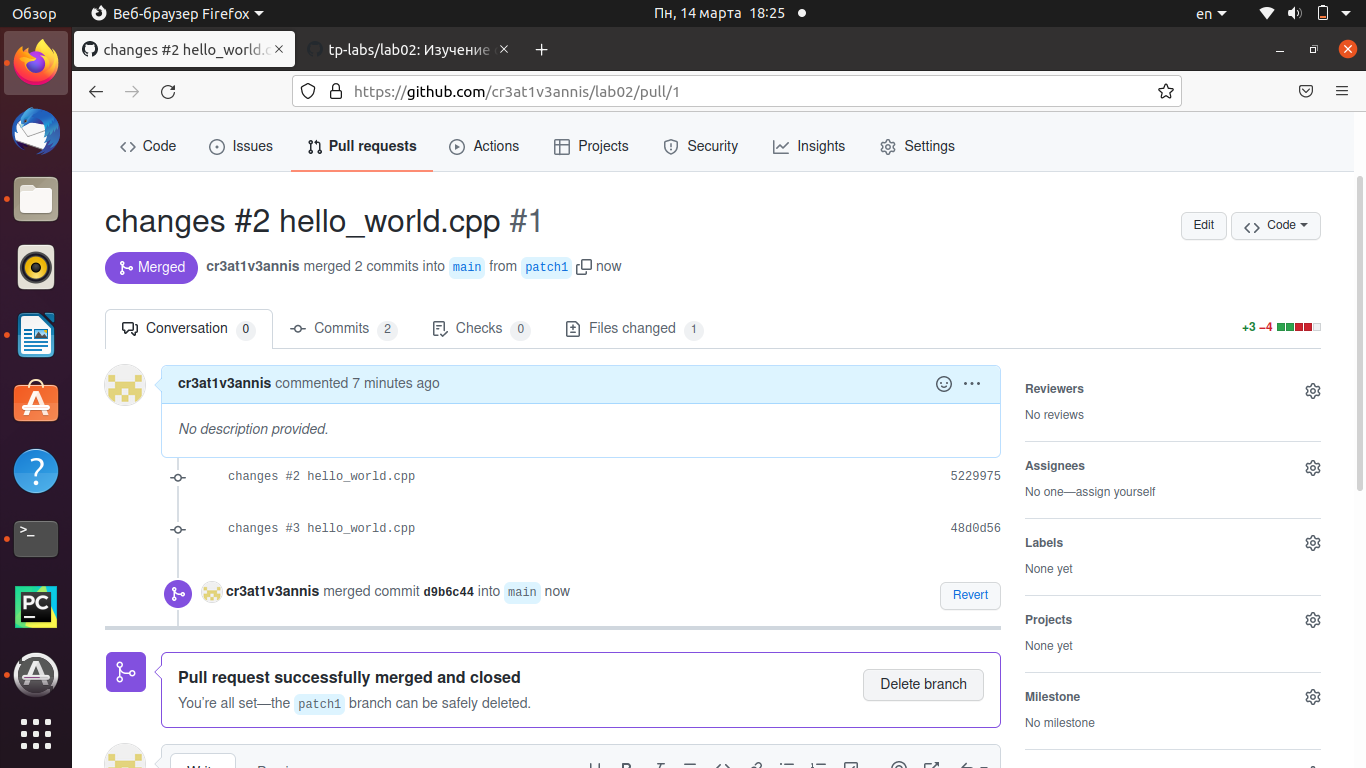 Обзор Веб-браузер Firefox Пн, 14 марта 18:25 en
changes #2 hello_world.c tp-labs/lab02: Изучение
https://github.com/cr3at1v3annis/lab02/pull/1
Code Issues Pull requests Actions Projects Security Insights Settings
changes #2 hello_world.cpp #1
Edit Code
Merged cr3at1v3annis merged 2 commits into main from patch1 now
Conversation 0 Commits 2 Checks 0 Files changed 1 +3 −4
cr3at1v3annis commented 7 minutes ago
No description provided.
changes #2 hello_world.cpp 5229975
changes #3 hello_world.cpp 48d0d56
cr3at1v3annis merged commit d9b6c44 into main now Revert
Pull request successfully merged and closed
You're all set—the patch1 branch can be safely deleted.
Delete branch
Reviewers
No reviews
Assignees
No one—assign yourself
Labels
None yet
Projects
None yet
Milestone
No milestone
>_
PC
?